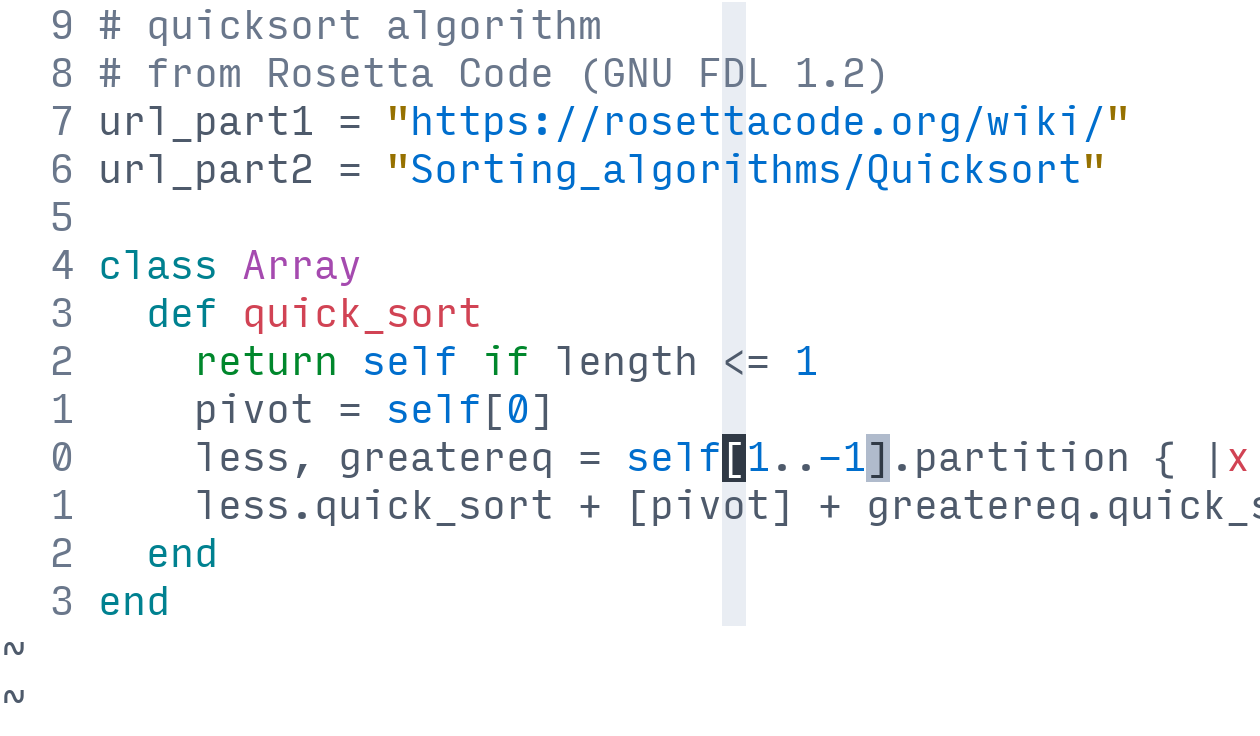 9 # quicksort algorithm
8 # from Rosetta Code (GNU FDL 1.2)
7 url_part1 = "https://rosettacode.org/wiki/"
6 url_part2 = "Sorting_algorithms/Quicksort"
5
4 class Array
3   def quick_sort
2     return self if length <= 1
1     pivot = self[0]
0     less, greatereq = self[1..-1].partition { |x
1     less.quick_sort + [pivot] + greatereq.quick_s
2   end
3 end
~
~